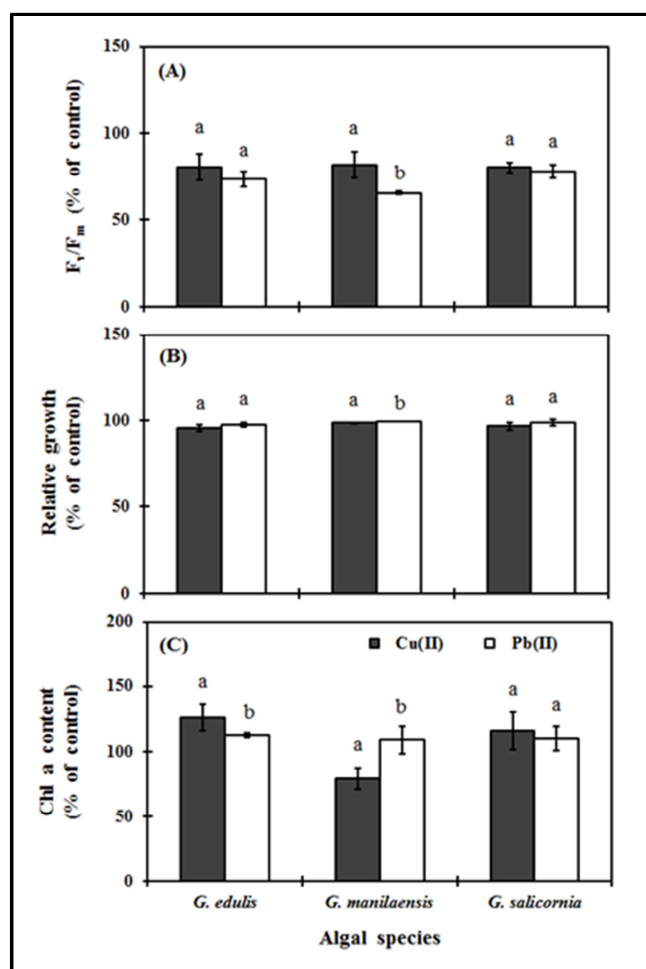 150
(A)
a a a b a a
100
50
0
Fv/Fm (% of control)
150
(B)
a a a b a a
100
50
0
Relative growth
(% of control)
200
(C) Cu(II) Pb(II)
a b a b a a
150
100
50
0
Chl a content
(% of control)
G. edulis G. manilaensis G. salicornia
Algal species